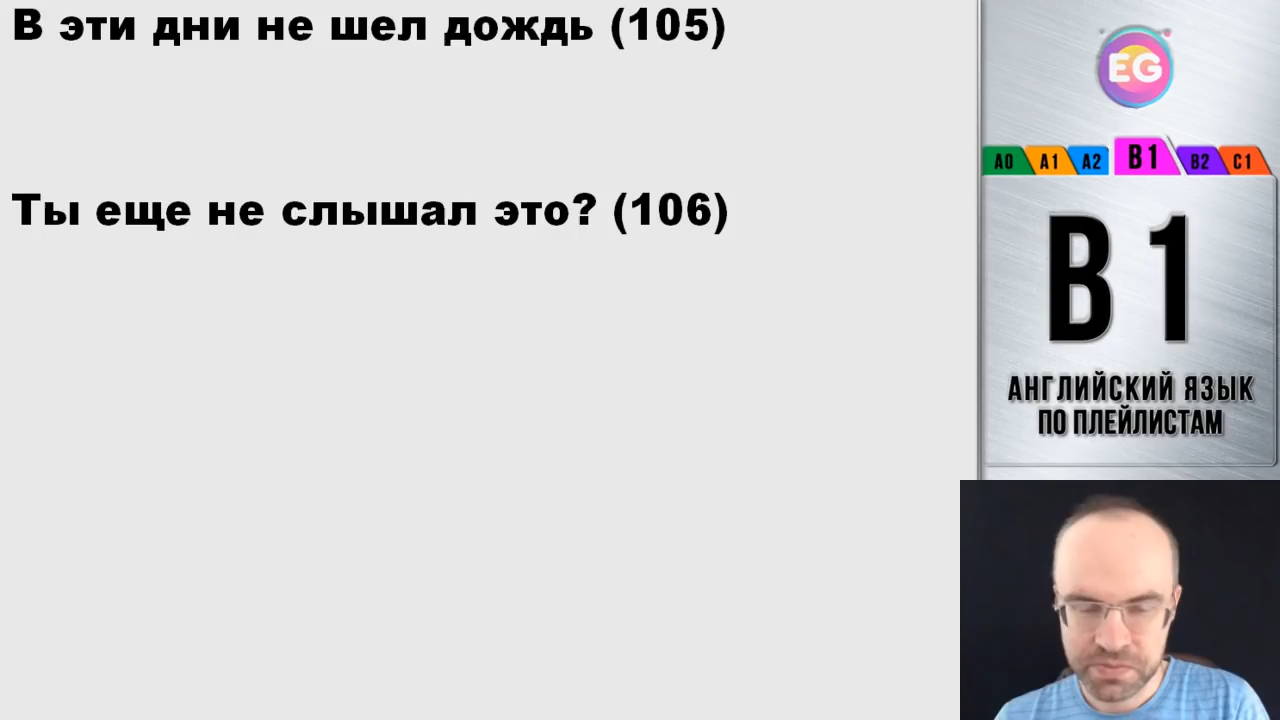 В эти дни не шел дождь (105)
Ты еще не слышал это? (106)
EG
A0 A1 A2 B1 B2 C1
B1
АНГЛИЙСКИЙ ЯЗЫК
ПО ПЛЕЙЛИСТАМ